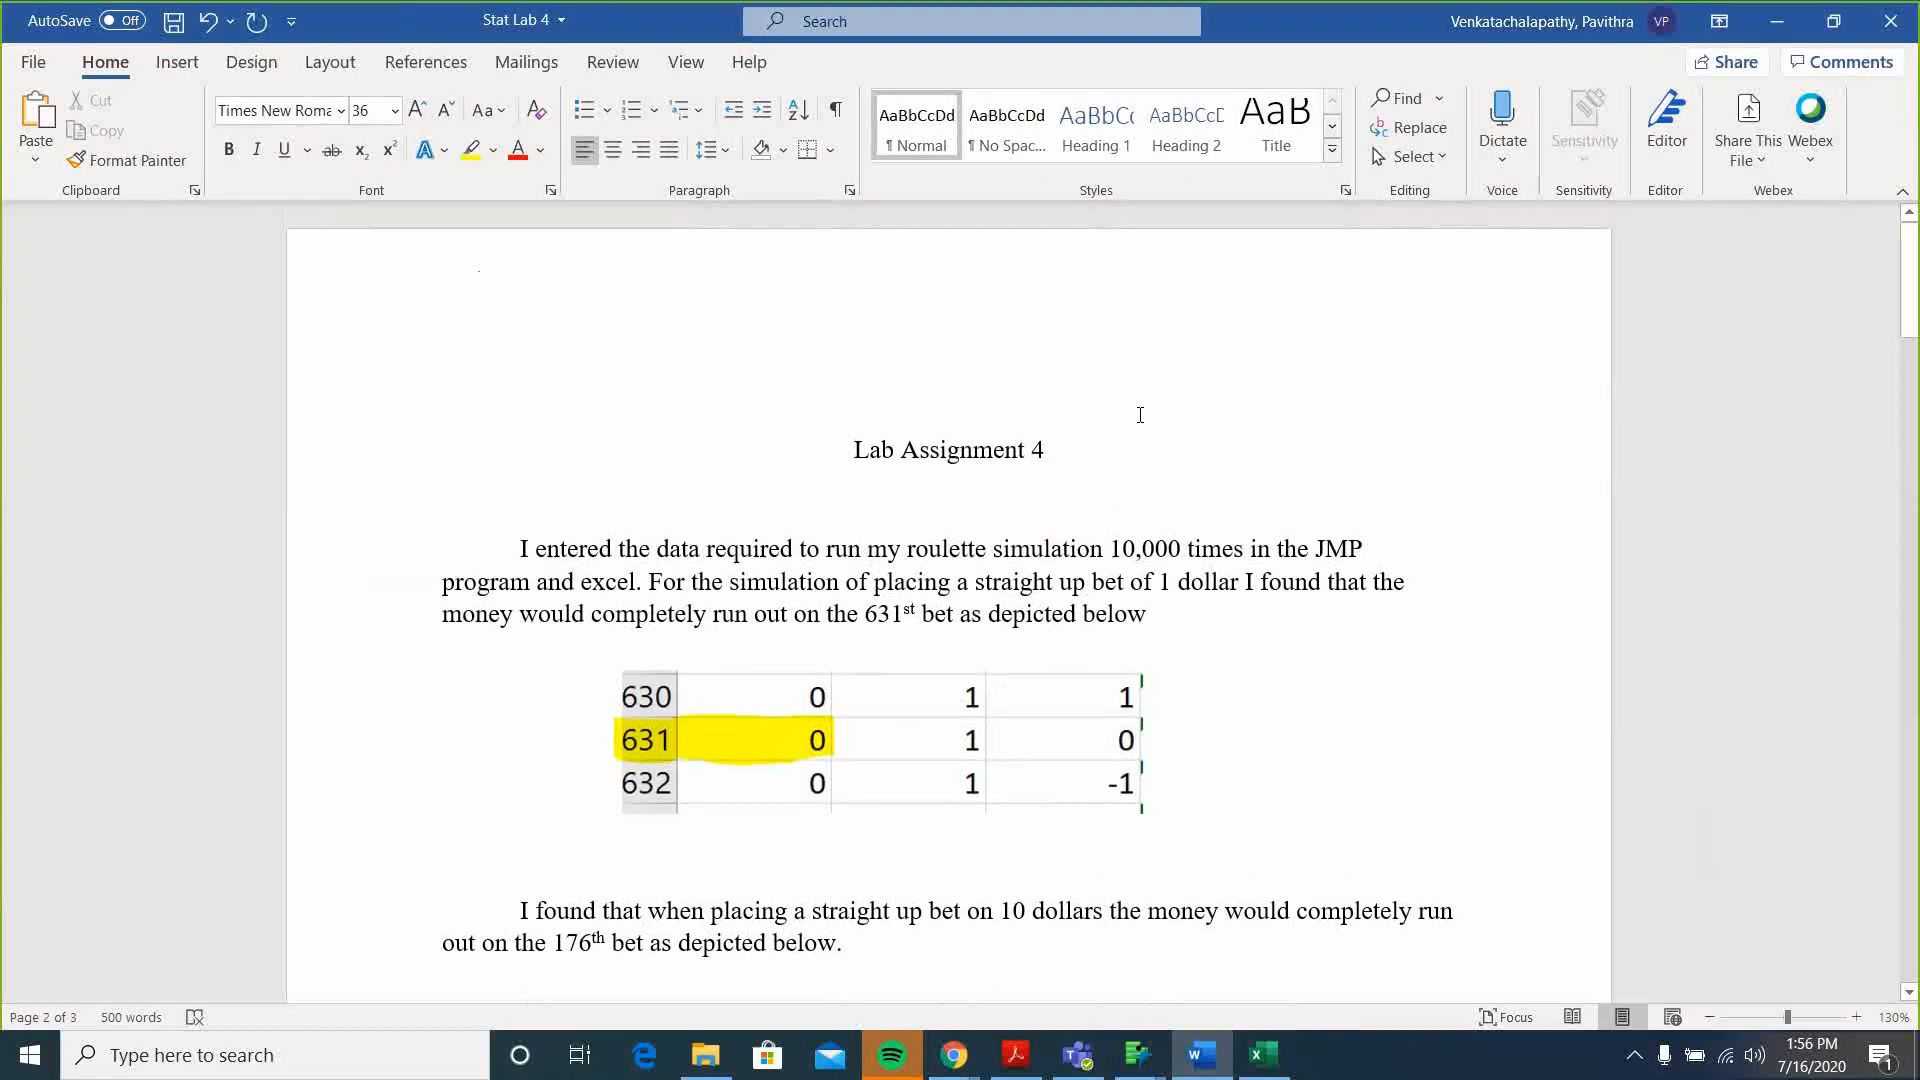 AutoSave Off Stat Lab 4 Search Venkatachalapathy, Pavithra VP
File Home Insert Design Layout References Mailings Review View Help Share Comments
Paste Cut Copy Format Painter Clipboard
Times New Roma 36 Aa A B I U ab x₂ x² A A Font
Paragraph
AaBbCcDd AaBbCcDd AaBbCc AaBbCcD AaB
¶ Normal ¶ No Spac... Heading 1 Heading 2 Title
Styles
Find Replace Select Editing
Dictate Voice
Sensitivity Sensitivity
Editor Editor
Share This File Webex Webex
Lab Assignment 4
I entered the data required to run my roulette simulation 10,000 times in the JMP
program and excel. For the simulation of placing a straight up bet of 1 dollar I found that the
money would completely run out on the 631st bet as depicted below
630 0 1 1
631 0 1 0
632 0 1 -1
I found that when placing a straight up bet on 10 dollars the money would completely run
out on the 176th bet as depicted below.
Page 2 of 3 500 words Focus 130%
Type here to search 1:56 PM
7/16/2020 1